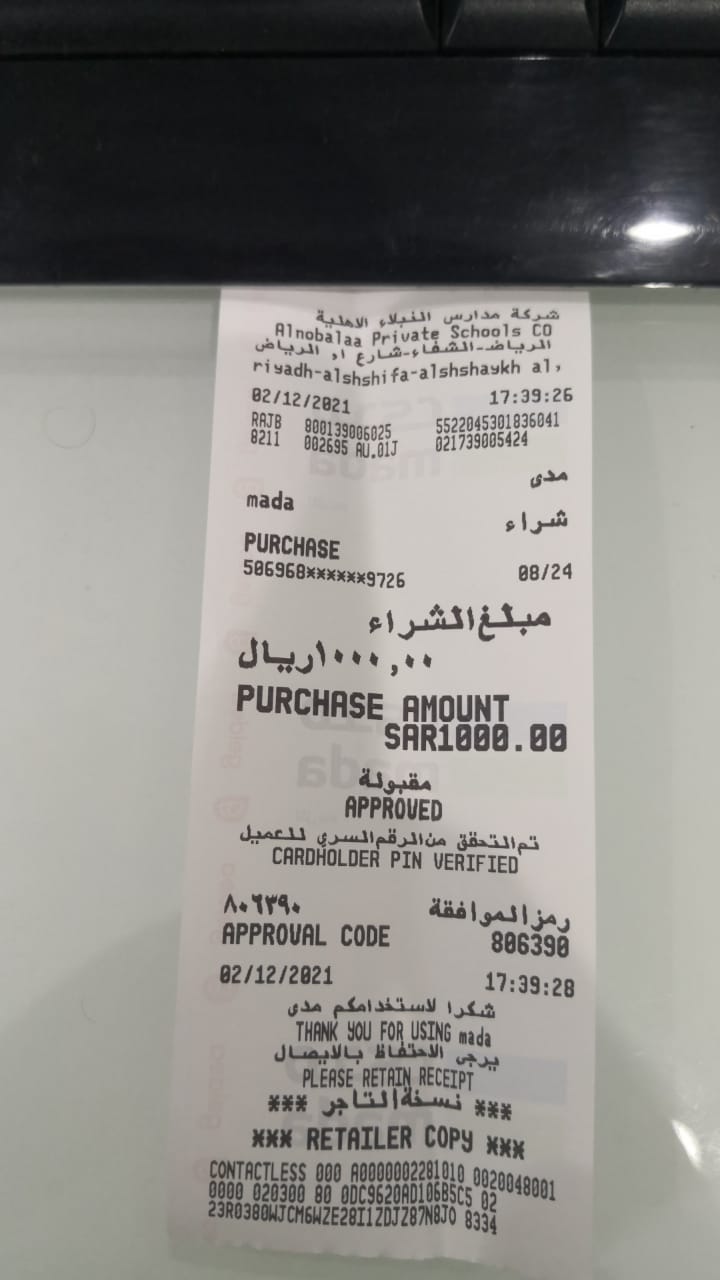 شركة مدارس النبلاء الاهلية
Alnobalaa Private Schools CO
الرياض-الشفاء-شارع ا, الرياض
riyadh-alshshifa-alshshaykh al,
02/12/2021 17:39:26
RAJB 800139006025 5522045301836041
8211 002695 AU.01J 021739005424
مدى
mada
شراء
PURCHASE
506968******9726 08/24
مبلغ الشراء
١٠٠٠,٠٠ ريال
PURCHASE AMOUNT
SAR1000.00
مقبولة
APPROVED
تم التحقق من الرقم السري للعميل
CARDHOLDER PIN VERIFIED
رمز الموافقة ٨٠٦٣٩٠
APPROVAL CODE 806390
02/12/2021 17:39:28
شكرا لاستخدامكم مدى
THANK YOU FOR USING mada
يرجى الاحتفاظ بالايصال
PLEASE RETAIN RECEIPT
*** نسخة التاجر ***
*** RETAILER COPY ***
CONTACTLESS 000 A0000002281010 0020048001
0000 020300 80 0DC9620AD106B5C5 02
23R0380WJCM6WZE28I1ZDJZ87N8JO 8334